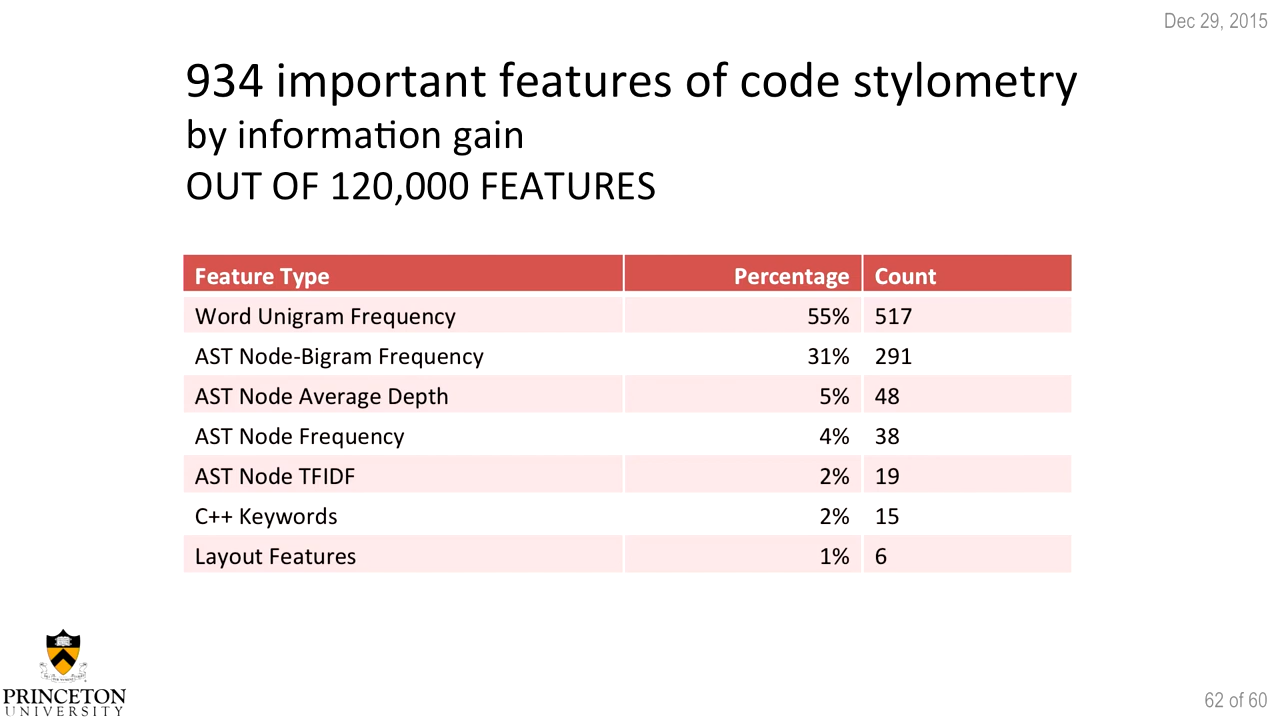 Dec 29, 2015
934 important features of code stylometry
by information gain
OUT OF 120,000 FEATURES
Feature Type Percentage Count
Word Unigram Frequency 55% 517
AST Node-Bigram Frequency 31% 291
AST Node Average Depth 5% 48
AST Node Frequency 4% 38
AST Node TFIDF 2% 19
C++ Keywords 2% 15
Layout Features 1% 6
PRINCETON
UNIVERSITY
62 of 60